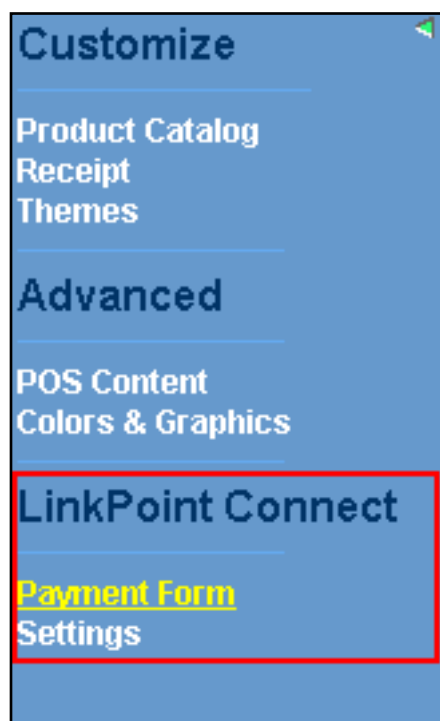 Customize
Product Catalog
Receipt
Themes
Advanced
POS Content
Colors & Graphics
LinkPoint Connect
Payment Form
Settings